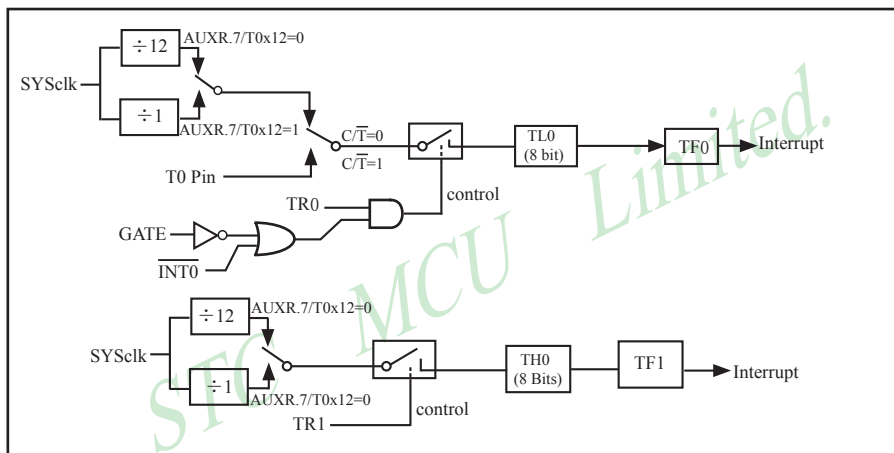 ÷12
AUXR.7/T0x12=0
SYSclk
÷1
AUXR.7/T0x12=1
C/T̅=0
C/T̅=1
T0 Pin
TL0
(8 bit)
TF0
Interrupt
control
TR0
GATE
I̅N̅T̅0̅
÷12
AUXR.7/T0x12=0
SYSclk
÷1
AUXR.7/T0x12=0
TH0
(8 Bits)
TF1
Interrupt
control
TR1
STC MCU Limited.